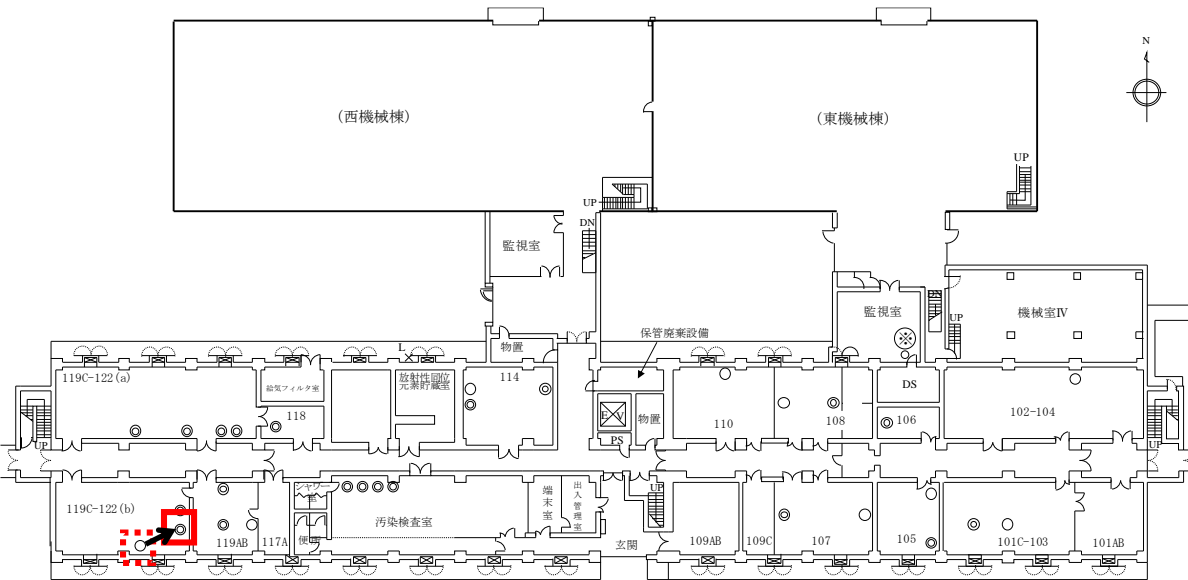 N
(西機械棟)
(東機械棟)
UP
UP
DN
監視室
DN
UP
監視室
機械室Ⅳ
保管廃棄設備
物置
L
119C-122(a)
給気フィルタ室
放射性同位
元素貯蔵室
114
DS
118
E V
物置
110
108
106
102-104
UP
PS
UP
シャワー
室
端末室
出入管理室
UP
119C-122(b)
119AB
117A
便所
汚染検査室
玄関
109AB
109C
107
105
101C-103
101AB